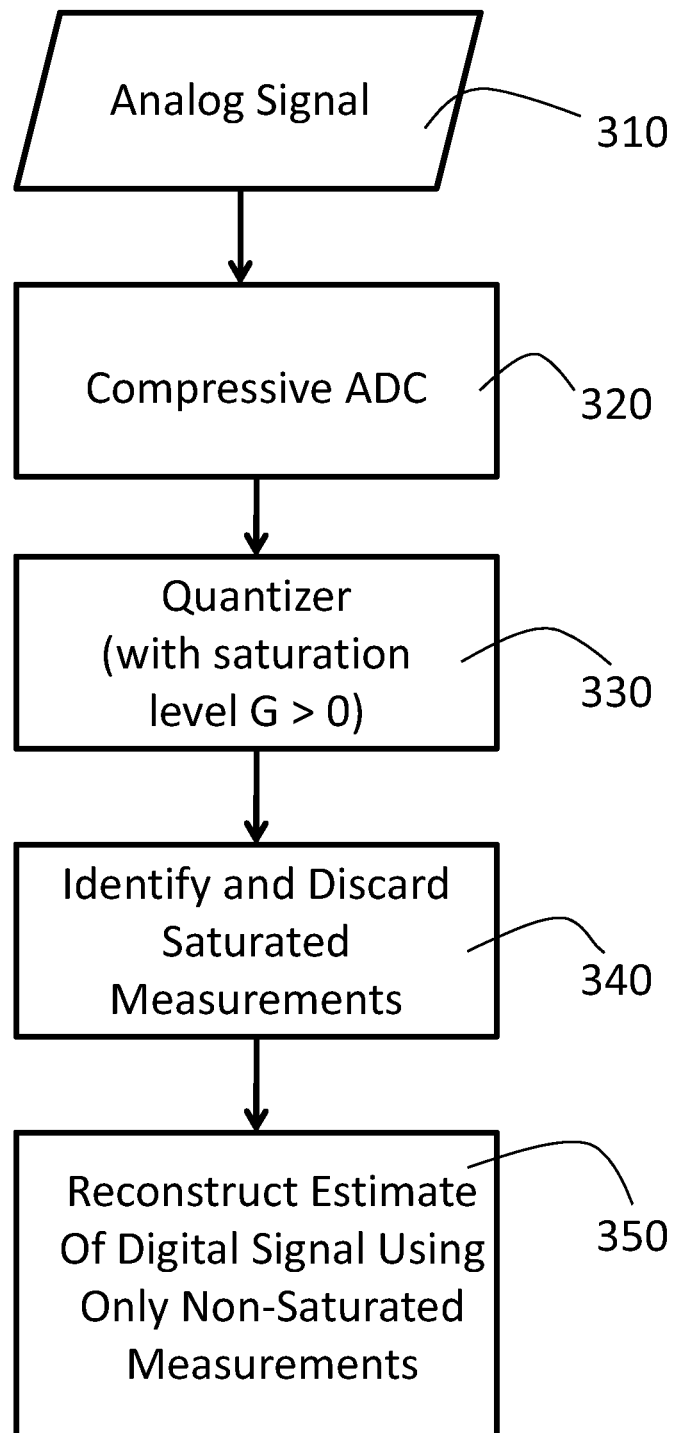 Analog Signal
310
Compressive ADC
320
Quantizer
(with saturation
level G > 0)
330
Identify and Discard
Saturated
Measurements
340
Reconstruct Estimate
Of Digital Signal Using
Only Non-Saturated
Measurements
350